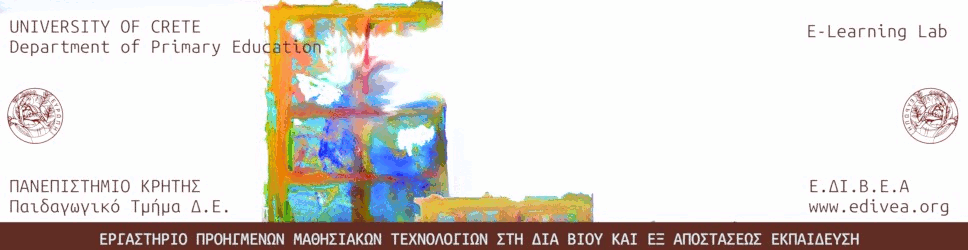 UNIVERSITY OF CRETE
Department of Primary Education
E-Learning Lab
ΠΑΝΕΠΙΣΤΗΜΙΟ ΚΡΗΤΗΣ
Παιδαγωγικό Τμήμα Δ.Ε.
Ε.ΔΙ.Β.Ε.Α
www.edivea.org
ΕΡΓΑΣΤΗΡΙΟ ΠΡΟΗΓΜΕΝΩΝ ΜΑΘΗΣΙΑΚΩΝ ΤΕΧΝΟΛΟΓΙΩΝ ΣΤΗ ΔΙΑ ΒΙΟΥ ΚΑΙ ΕΞ ΑΠΟΣΤΑΣΕΩΣ ΕΚΠΑΙΔΕΥΣΗ